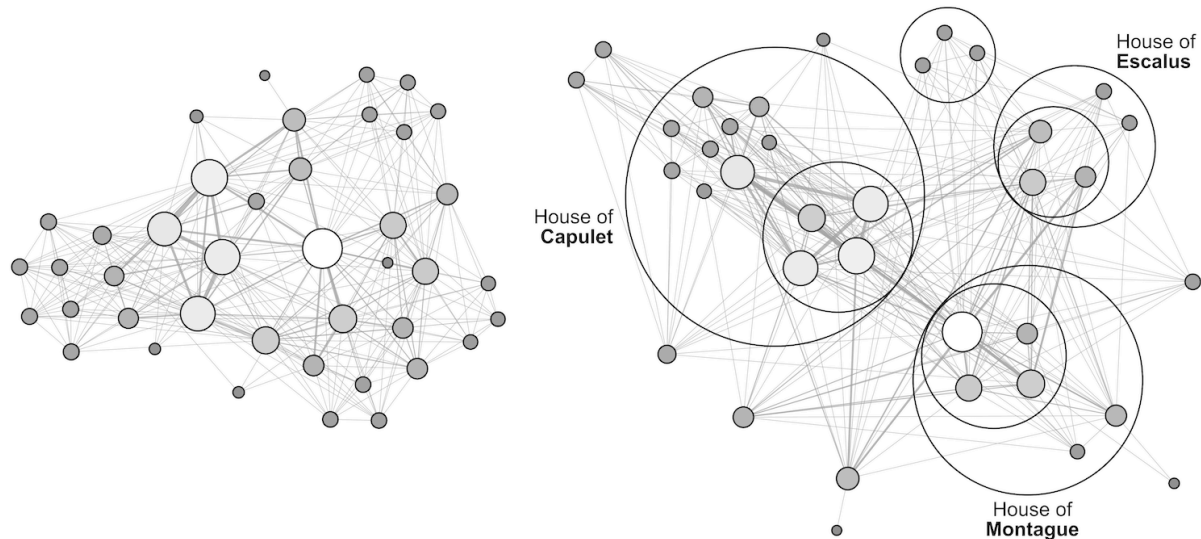 House of
Escalus
House of
Capulet
House of
Montague